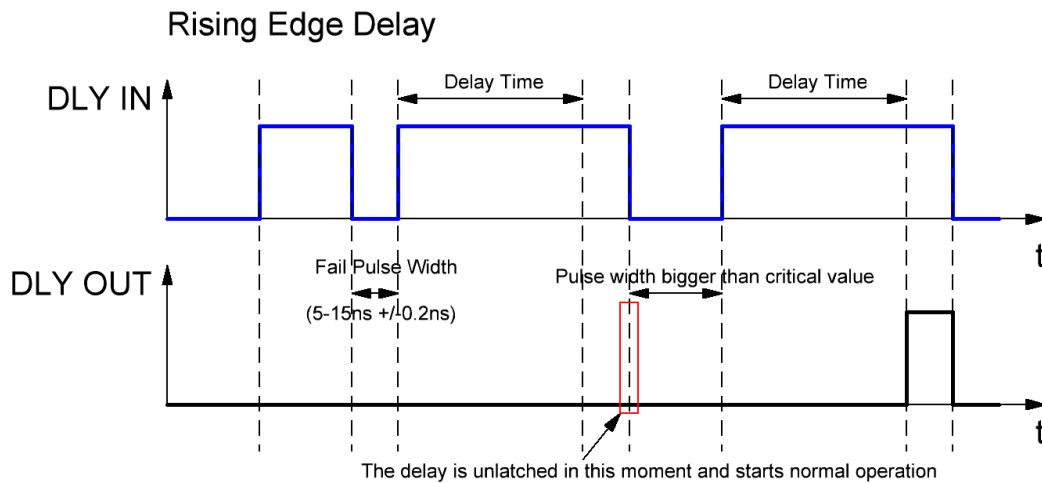 Rising Edge Delay
DLY IN
Delay Time
Delay Time
t
DLY OUT
Fail Pulse Width
(5-15ns +/-0.2ns)
Pulse width bigger than critical value
t
The delay is unlatched in this moment and starts normal operation